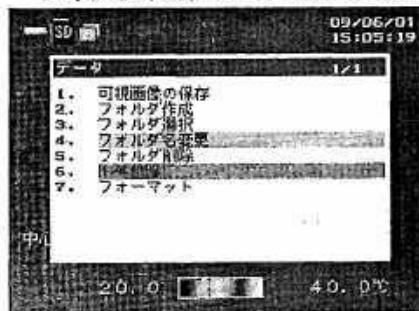 SD
09/06/01
15:05:19
データ 1/1
1. 可視画像の保存
2. フォルダ作成
3. フォルダ選択
4. フォルダ名変更
5. フォルダ削除
6.
7. フォーマット
中心
20.0 40.0℃